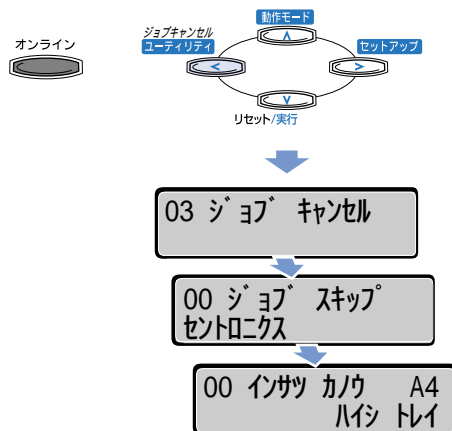 動作モード
ジョブキャンセル
オンライン
ユーティリティ
セットアップ
リセット/実行
03 ジョブ キャンセル
00 ジョブ スキップ
セントロニクス
00 インサツ カノウ A4
ハイシ トレイ